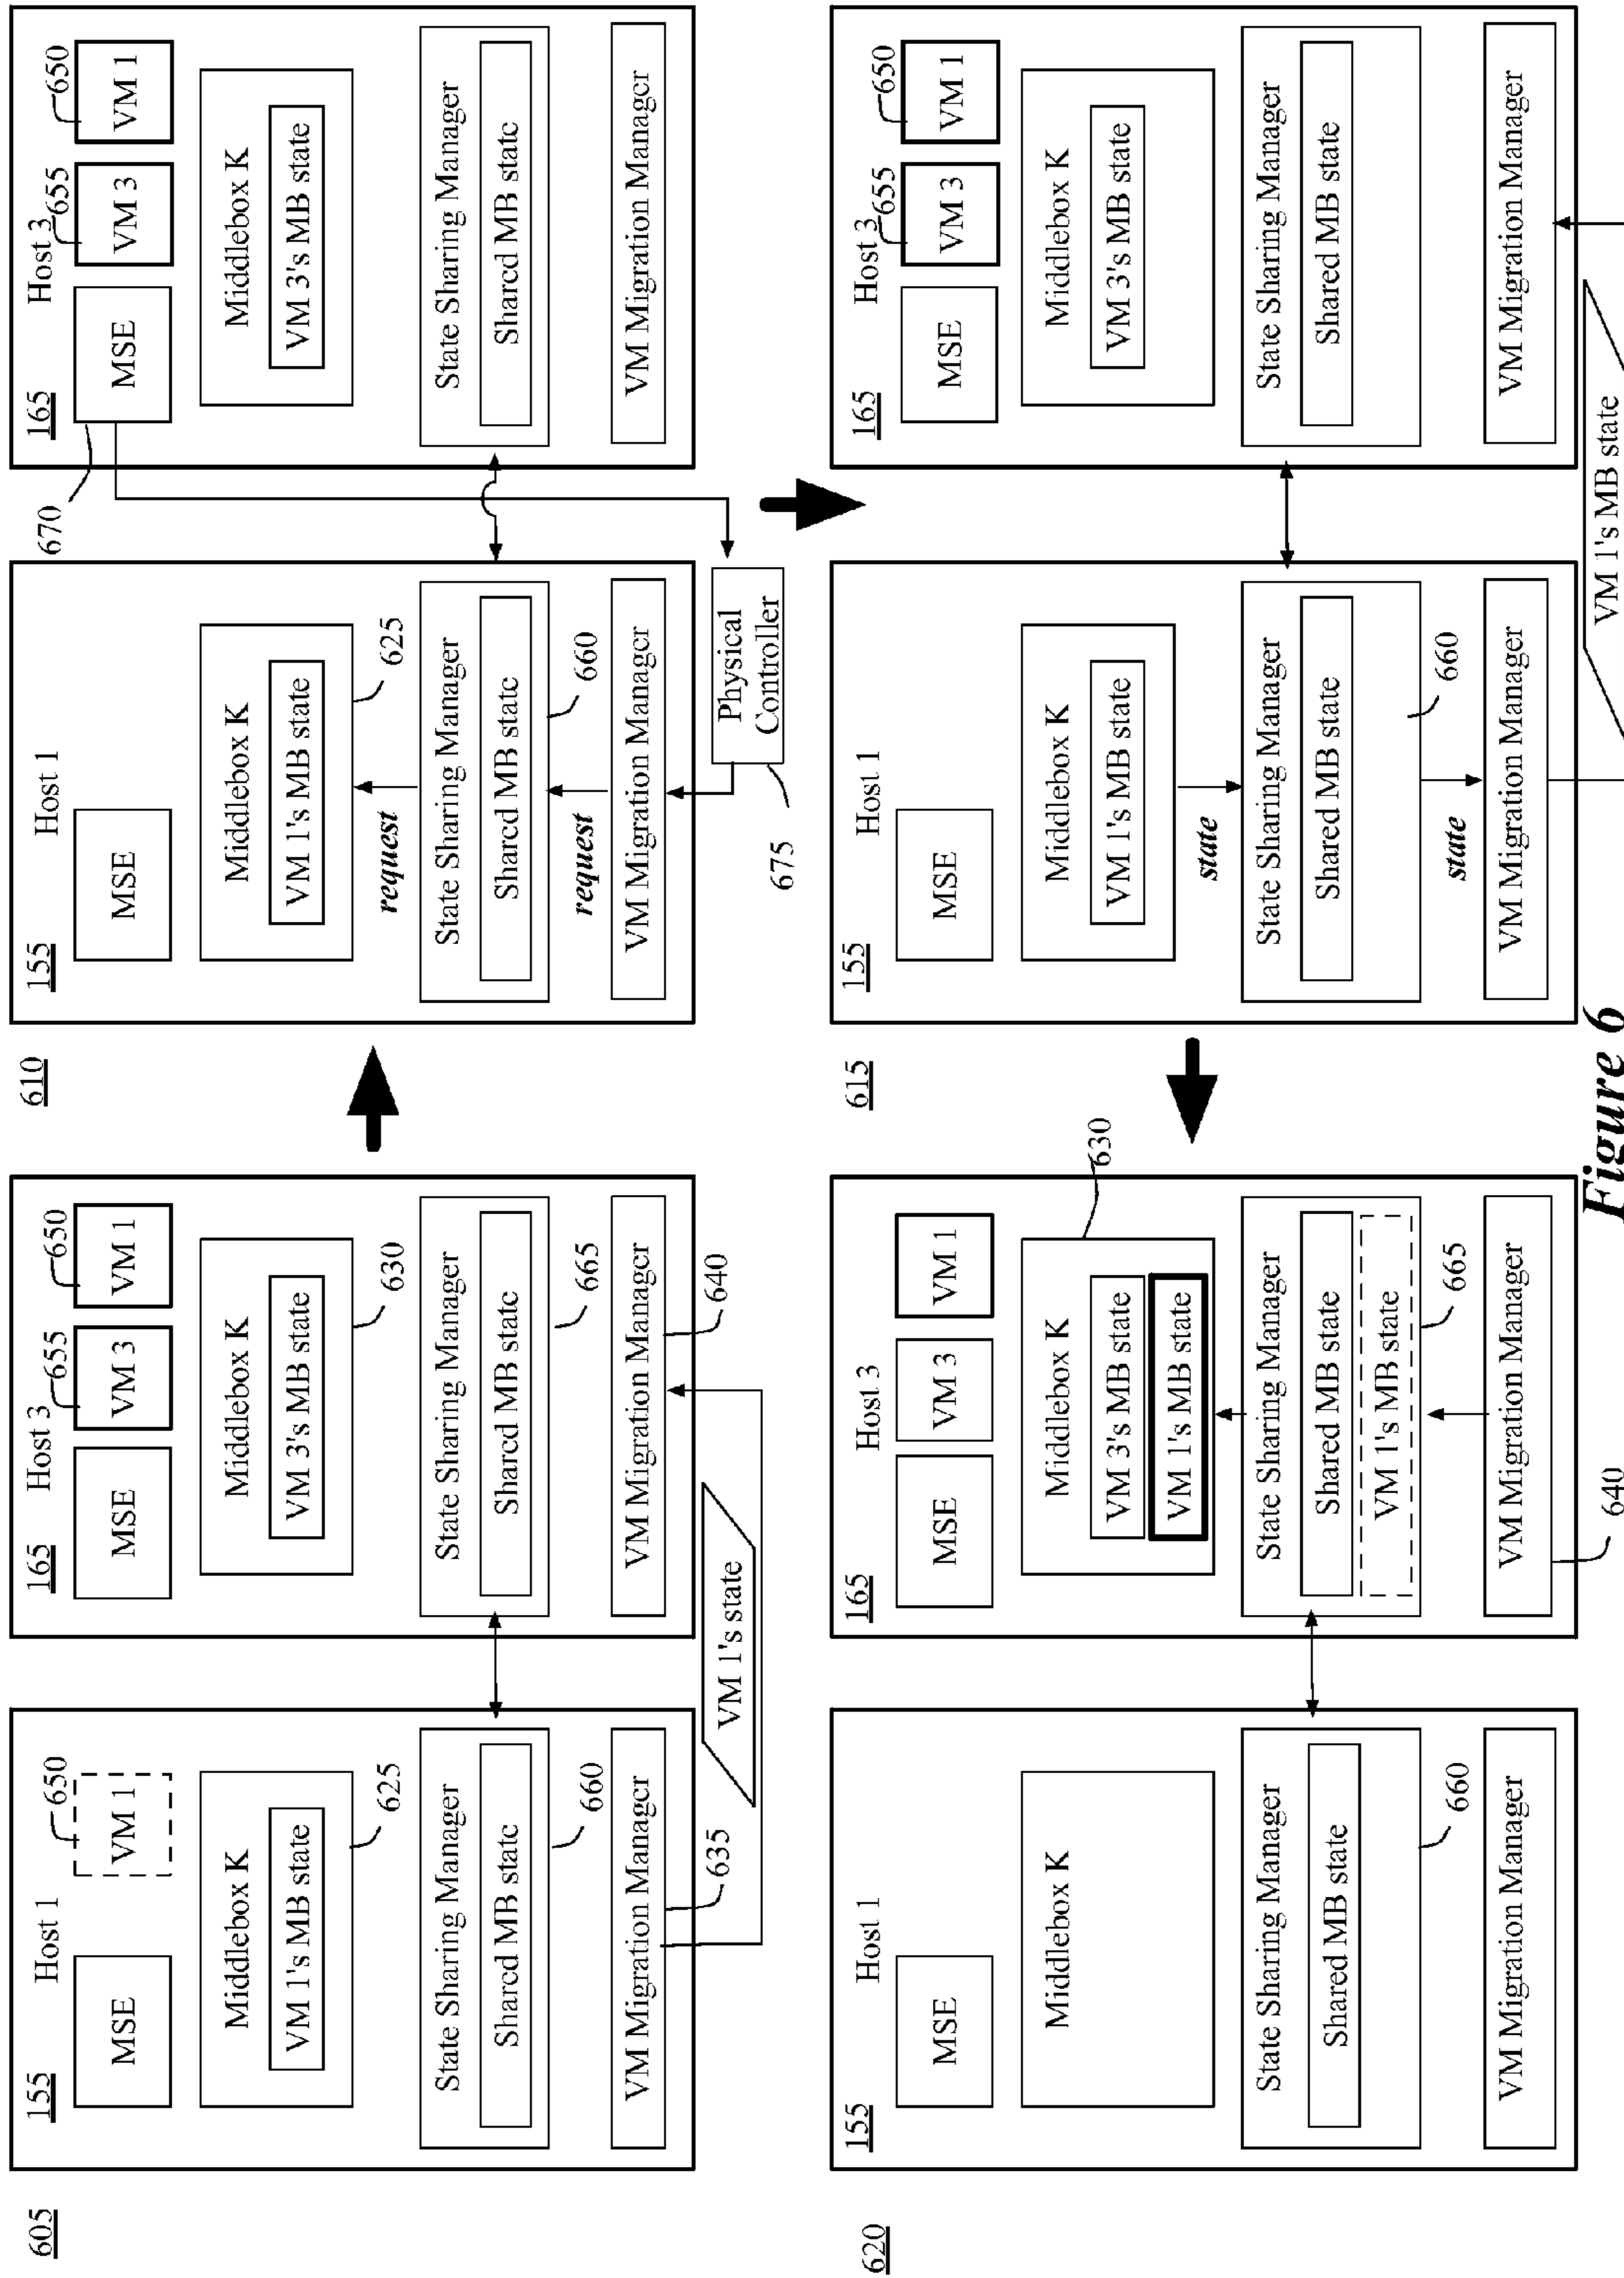 605
155
Host 1
650
MSE
VM 1
Middlebox K
VM 1's MB state
625
State Sharing Manager
Shared MB state
660
VM Migration Manager
635
VM 1's state
165
Host 3
655
650
MSE
VM 3
VM 1
Middlebox K
VM 3's MB state
630
State Sharing Manager
Shared MB state
665
VM Migration Manager
640
610
155
Host 1
MSE
Middlebox K
VM 1's MB state
625
request
State Sharing Manager
Shared MB state
660
request
VM Migration Manager
Physical
Controller
675
670
165
Host 3
655
650
MSE
VM 3
VM 1
Middlebox K
VM 3's MB state
State Sharing Manager
Shared MB state
VM Migration Manager
620
155
Host 1
MSE
Middlebox K
State Sharing Manager
Shared MB state
660
VM Migration Manager
165
Host 3
MSE
VM 3
VM 1
630
Middlebox K
VM 3's MB state
VM 1's MB state
State Sharing Manager
Shared MB state
VM 1's MB state
665
VM Migration Manager
640
615
155
Host 1
MSE
Middlebox K
VM 1's MB state
state
State Sharing Manager
Shared MB state
660
state
VM Migration Manager
165
Host 3
655
650
MSE
VM 3
VM 1
Middlebox K
VM 3's MB state
State Sharing Manager
Shared MB state
VM Migration Manager
VM 1's MB state
Figure 6